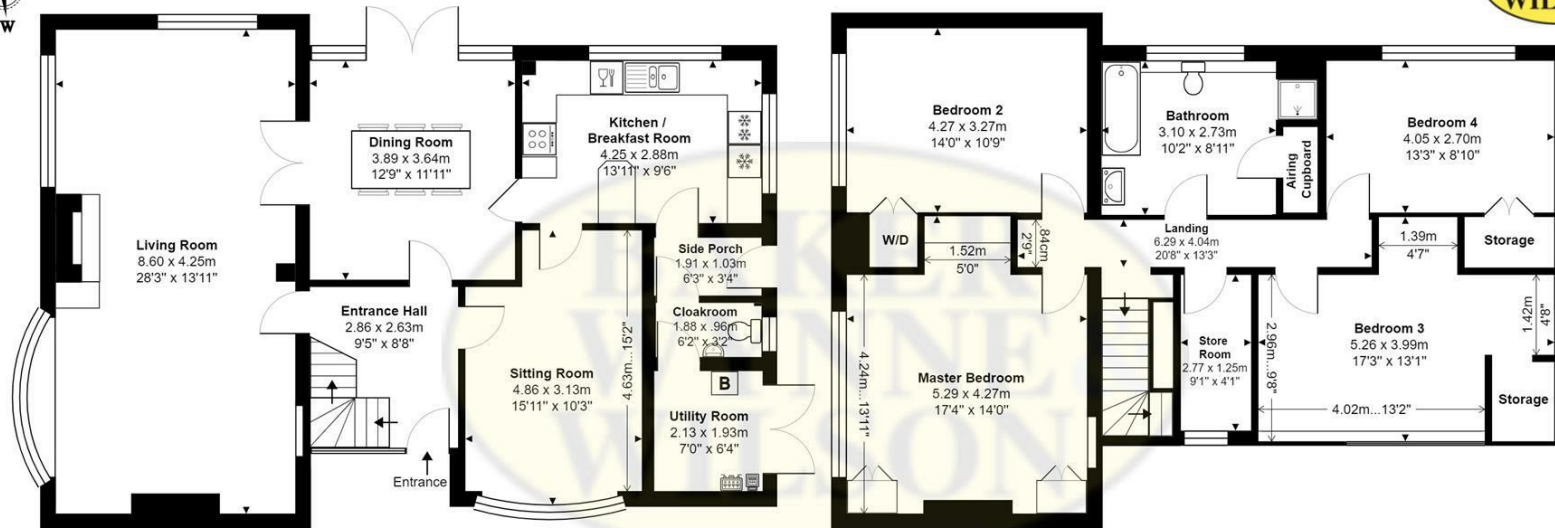 W
WIL
Living Room
8.60 x 4.25m
28'3" x 13'11"
Dining Room
3.89 x 3.64m
12'9" x 11'11"
Kitchen /
Breakfast Room
4.25 x 2.88m
13'11" x 9'6"
Entrance Hall
2.86 x 2.63m
9'5" x 8'8"
Entrance
Sitting Room
4.86 x 3.13m
15'11" x 10'3"
4.63m...15'2"
Side Porch
1.91 x 1.03m
6'3" x 3'4"
Cloakroom
1.88 x .96m
6'2" x 3'2"
B
Utility Room
2.13 x 1.93m
7'0" x 6'4"
Bedroom 2
4.27 x 3.27m
14'0" x 10'9"
W/D
1.52m
5'0"
.84cm
2'9"
Bathroom
3.10 x 2.73m
10'2" x 8'11"
Airing
Cupboard
Bedroom 4
4.05 x 2.70m
13'3" x 8'10"
Landing
6.29 x 4.04m
20'8" x 13'3"
1.39m
4'7"
Storage
Master Bedroom
5.29 x 4.27m
17'4" x 14'0"
4.24m...13'11"
Store
Room
2.77 x 1.25m
9'1" x 4'1"
2.96m...9'8"
Bedroom 3
5.26 x 3.99m
17'3" x 13'1"
4.02m...13'2"
1.42m
4'8"
Storage
BAKER
WYNNE
WILSON